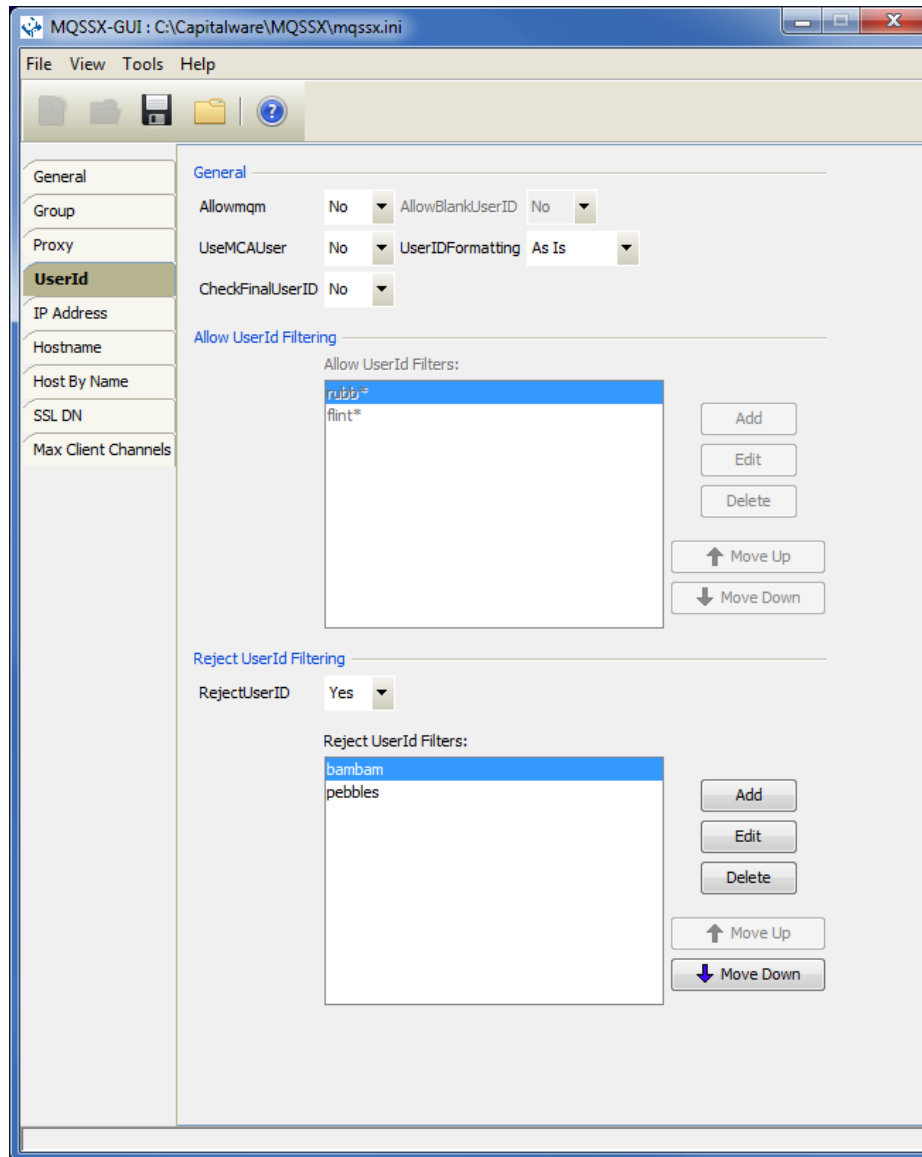 MQSSX-GUI : C:\Capitalware\MQSSX\mqssx.ini
File View Tools Help
General
Group
Proxy
UserId
IP Address
Hostname
Host By Name
SSL DN
Max Client Channels
General
Allowmqm No AllowBlankUserID No
UseMCAUser No UserIDFormatting As Is
CheckFinalUserID No
Allow UserId Filtering
Allow UserId Filters:
rubb*
flint*
Add
Edit
Delete
Move Up
Move Down
Reject UserId Filtering
RejectUserID Yes
Reject UserId Filters:
bambam
pebbles
Add
Edit
Delete
Move Up
Move Down